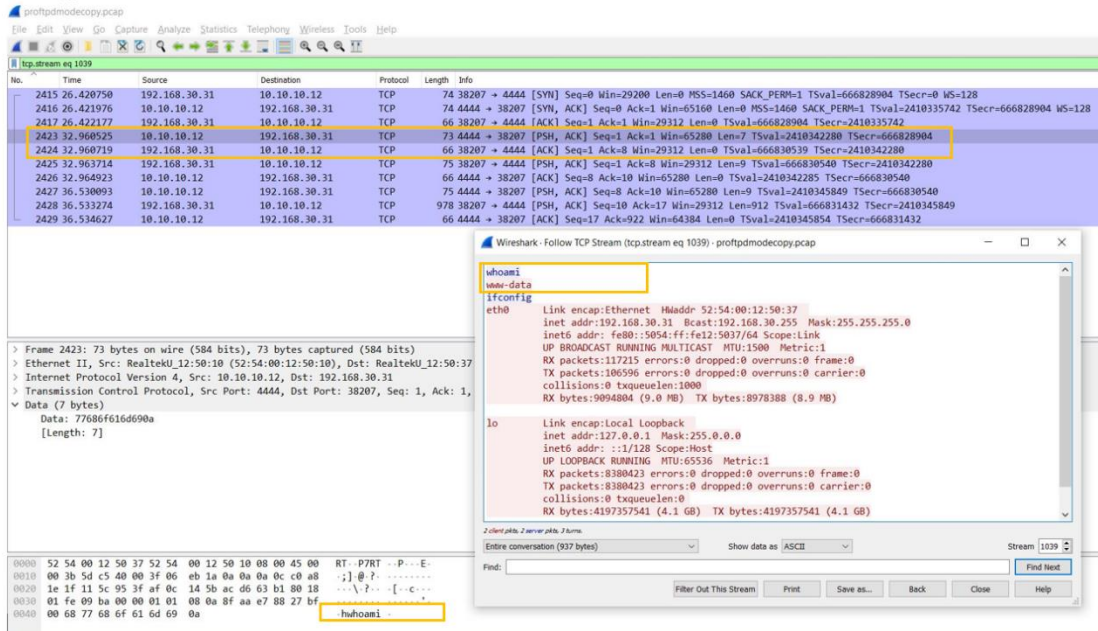 proftpdmodecopy.pcap
File Edit View Go Capture Analyze Statistics Telephony Wireless Tools Help
tcp.stream eq 1039
No. Time Source Destination Protocol Length Info
2415 26.420750 192.168.30.31 10.10.10.12 TCP 74 38207 → 4444 [SYN] Seq=0 Win=29200 Len=0 MSS=1460 SACK_PERM=1 TSval=666828904 TSecr=0 WS=128
2416 26.421976 10.10.10.12 192.168.30.31 TCP 74 4444 → 38207 [SYN, ACK] Seq=0 Ack=1 Win=65160 Len=0 MSS=1460 SACK_PERM=1 TSval=2410335742 TSecr=666828904 WS=128
2417 26.422177 192.168.30.31 10.10.10.12 TCP 66 38207 → 4444 [ACK] Seq=1 Ack=1 Win=29312 Len=0 TSval=666828904 TSecr=2410335742
2423 32.960525 10.10.10.12 192.168.30.31 TCP 73 4444 → 38207 [PSH, ACK] Seq=1 Ack=1 Win=65280 Len=7 TSval=2410342280 TSecr=666828904
2424 32.960719 192.168.30.31 10.10.10.12 TCP 66 38207 → 4444 [ACK] Seq=1 Ack=8 Win=29312 Len=0 TSval=666830539 TSecr=2410342280
2425 32.963714 192.168.30.31 10.10.10.12 TCP 75 38207 → 4444 [PSH, ACK] Seq=1 Ack=8 Win=29312 Len=9 TSval=666830540 TSecr=2410342280
2426 32.964923 10.10.10.12 192.168.30.31 TCP 66 4444 → 38207 [ACK] Seq=8 Ack=10 Win=65280 Len=0 TSval=2410342285 TSecr=666830540
2427 36.530093 10.10.10.12 192.168.30.31 TCP 75 4444 → 38207 [PSH, ACK] Seq=8 Ack=10 Win=65280 Len=9 TSval=2410345849 TSecr=666830540
2428 36.533274 192.168.30.31 10.10.10.12 TCP 978 38207 → 4444 [PSH, ACK] Seq=10 Ack=17 Win=29312 Len=912 TSval=666831432 TSecr=2410345849
2429 36.534627 10.10.10.12 192.168.30.31 TCP 66 4444 → 38207 [ACK] Seq=17 Ack=922 Win=64384 Len=0 TSval=2410345854 TSecr=666831432
Wireshark · Follow TCP Stream (tcp.stream eq 1039) · proftpdmodecopy.pcap
whoami
www-data
ifconfig
eth0 Link encap:Ethernet HWaddr 52:54:00:12:50:37
inet addr:192.168.30.31 Bcast:192.168.30.255 Mask:255.255.255.0
inet6 addr: fe80::5054:ff:fe12:5037/64 Scope:Link
UP BROADCAST RUNNING MULTICAST MTU:1500 Metric:1
RX packets:117215 errors:0 dropped:0 overruns:0 frame:0
TX packets:106596 errors:0 dropped:0 overruns:0 carrier:0
collisions:0 txqueuelen:1000
RX bytes:9094804 (9.0 MB) TX bytes:8978388 (8.9 MB)
lo Link encap:Local Loopback
inet addr:127.0.0.1 Mask:255.0.0.0
inet6 addr: ::1/128 Scope:Host
UP LOOPBACK RUNNING MTU:65536 Metric:1
RX packets:8380423 errors:0 dropped:0 overruns:0 frame:0
TX packets:8380423 errors:0 dropped:0 overruns:0 carrier:0
collisions:0 txqueuelen:0
RX bytes:4197357541 (4.1 GB) TX bytes:4197357541 (4.1 GB)
2 client pkts, 2 server pkts, 3 turns.
Entire conversation (937 bytes) Show data as ASCII Stream 1039
Find: Find Next
Filter Out This Stream Print Save as... Back Close Help
> Frame 2423: 73 bytes on wire (584 bits), 73 bytes captured (584 bits)
> Ethernet II, Src: RealtekU_12:50:10 (52:54:00:12:50:10), Dst: RealtekU_12:50:37
> Internet Protocol Version 4, Src: 10.10.10.12, Dst: 192.168.30.31
> Transmission Control Protocol, Src Port: 4444, Dst Port: 38207, Seq: 1, Ack: 1,
Data (7 bytes)
Data: 77686f616d690a
[Length: 7]
0000 52 54 00 12 50 37 52 54 00 12 50 10 08 00 45 00 RT··P7RT ··P···E·
0010 00 3b 5d c5 40 00 3f 06 eb 1a 0a 0a 0a 0c c0 a8 ·;]·@·?· ········
0020 1e 1f 11 5c 95 3f af 0c 14 5b ac d6 63 b1 80 18 ···\·?·· ·[··c···
0030 01 fe 09 ba 00 00 01 01 08 0a 8f aa e7 88 27 bf ········ ······'·
0040 00 68 77 68 6f 61 6d 69 0a ·hwhoami ·